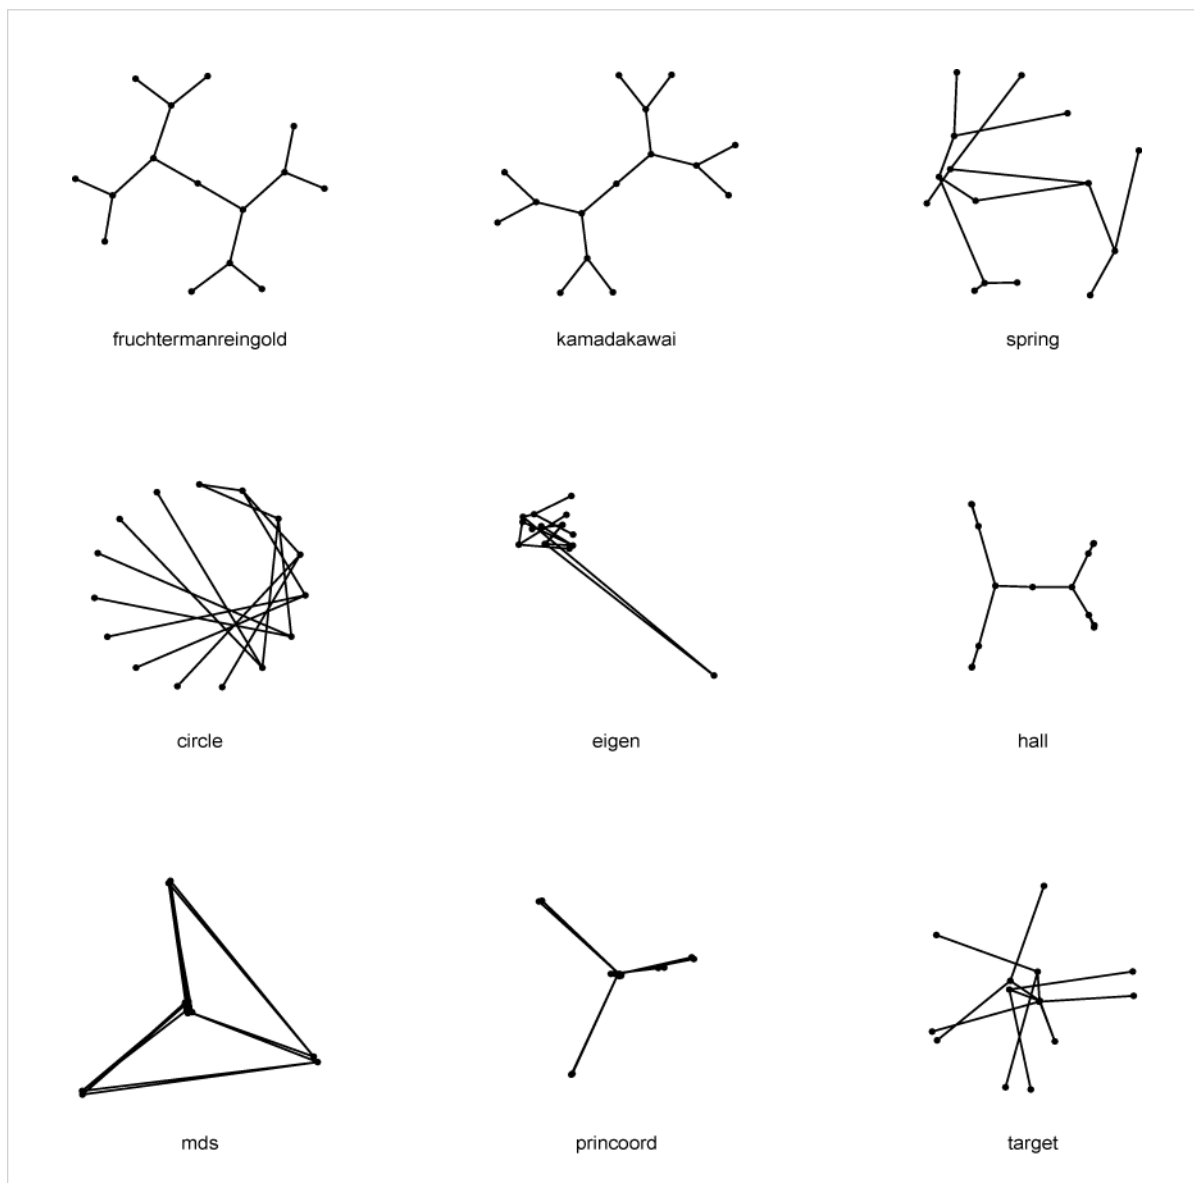 fruchtermanreingold
kamadakawai
spring
circle
eigen
hall
mds
princoord
target